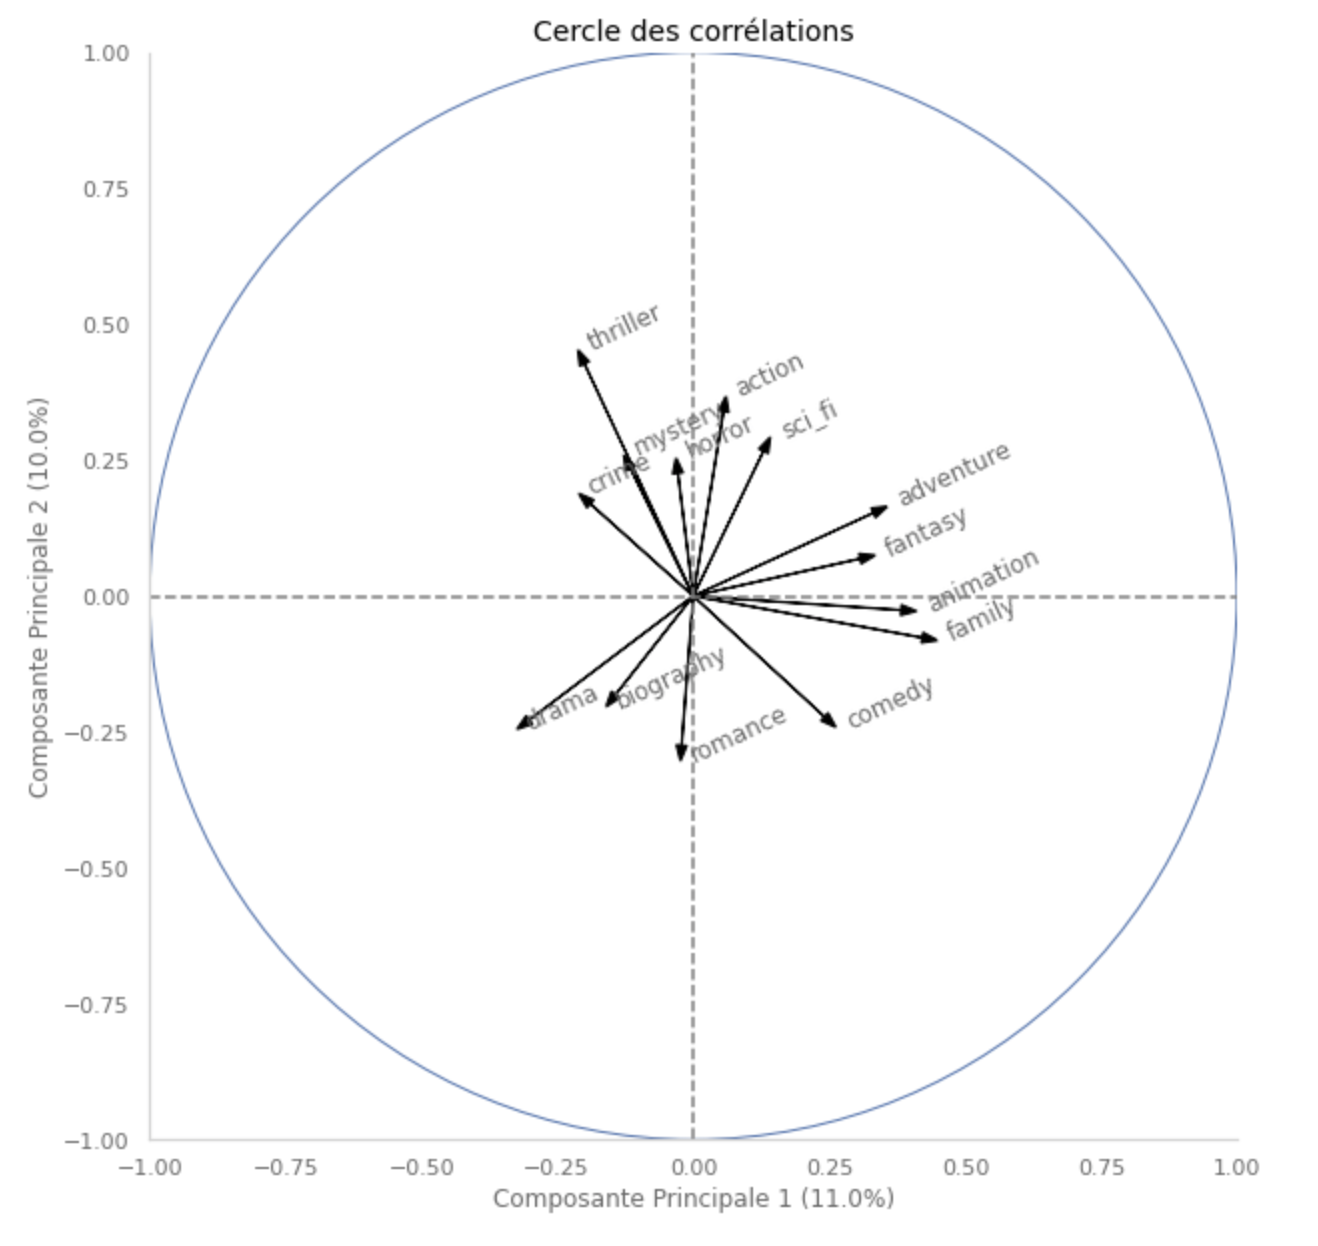 Cercle des corrélations
1.00
0.75
0.50
0.25
0.00
−0.25
−0.50
−0.75
−1.00
Composante Principale 2 (10.0%)
thriller
action
mystery
sci_fi
horror
crime
adventure
fantasy
animation
family
biography
drama
comedy
romance
−1.00 −0.75 −0.50 −0.25 0.00 0.25 0.50 0.75 1.00
Composante Principale 1 (11.0%)